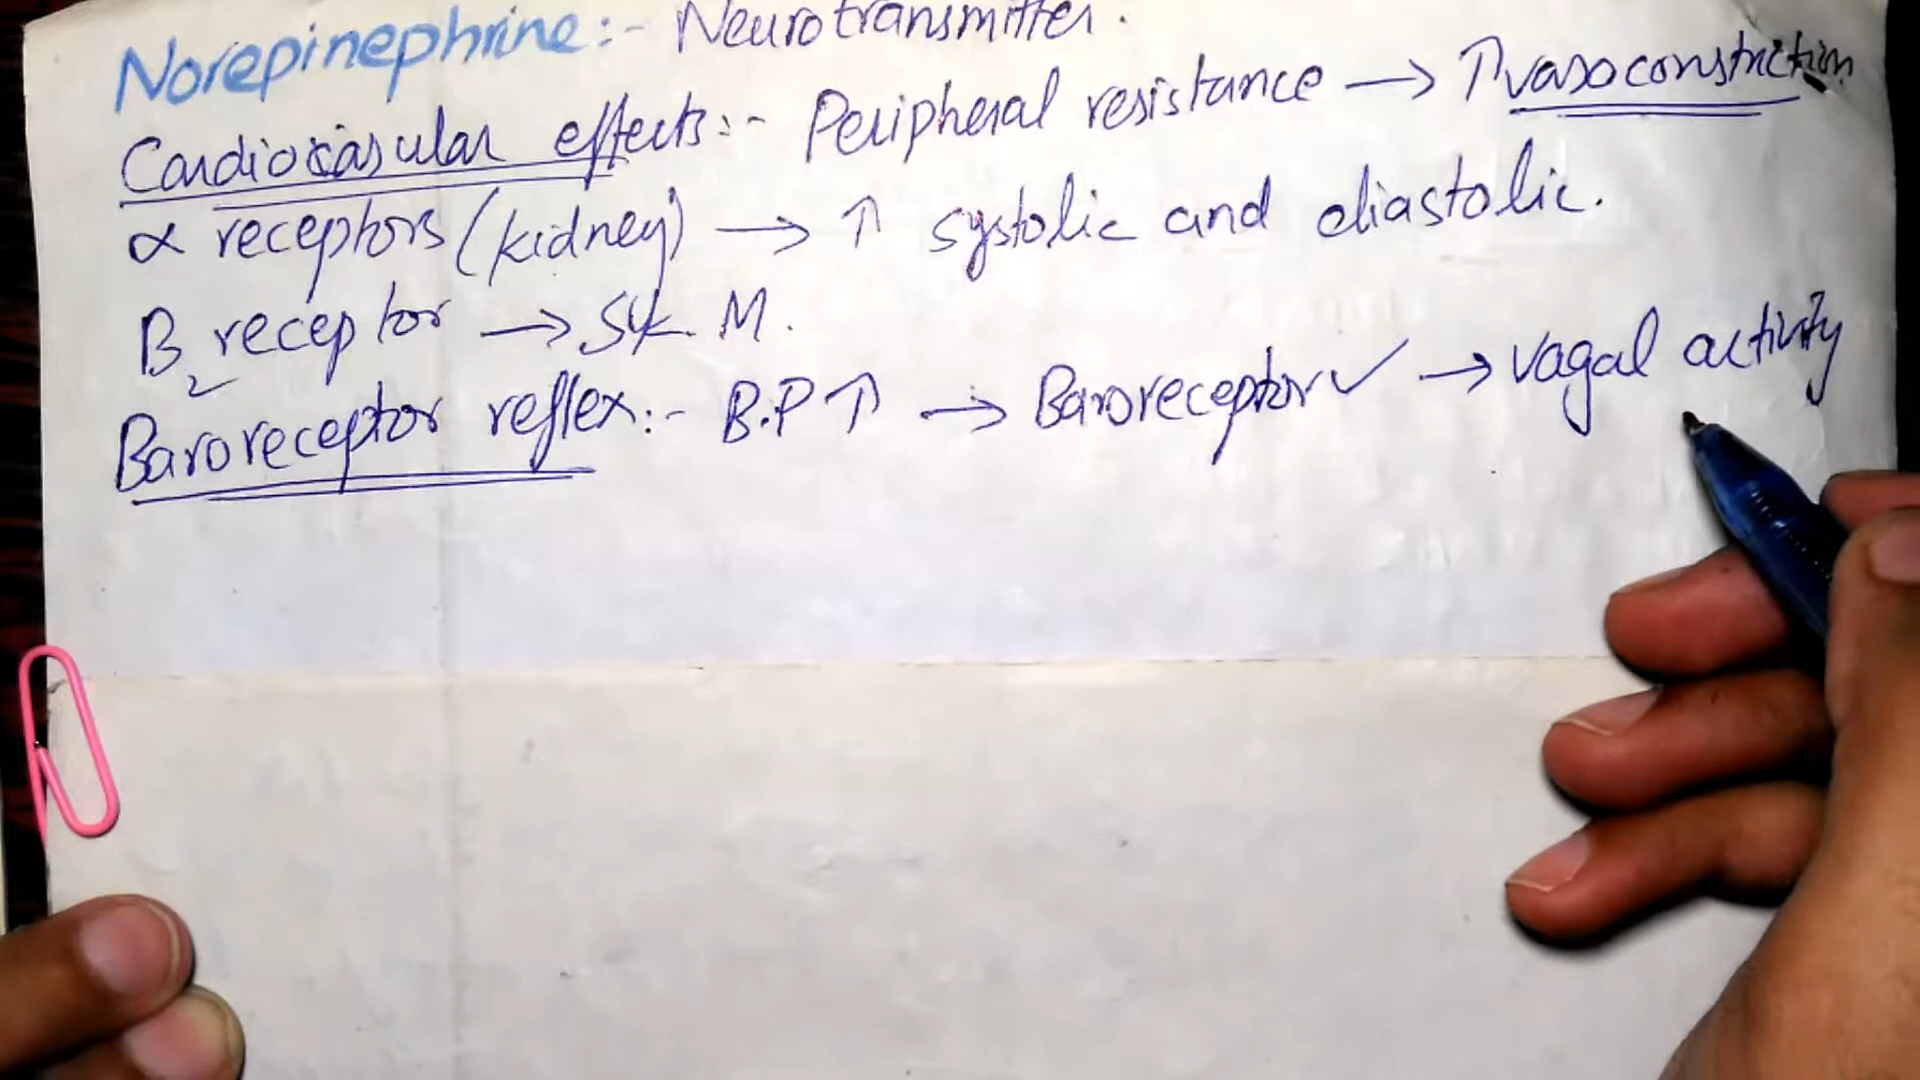 Norepinephrine:- Neurotransmitter.
Cardiovasular effects:- Peripheral resistance → ↑vasoconstriction
α receptors (kidney) → ↑ systolic and diastolic.
B2 receptor → Sk M.
Baroreceptor reflex:- B.P ↑ → Baroreceptor ✓ → vagal activity